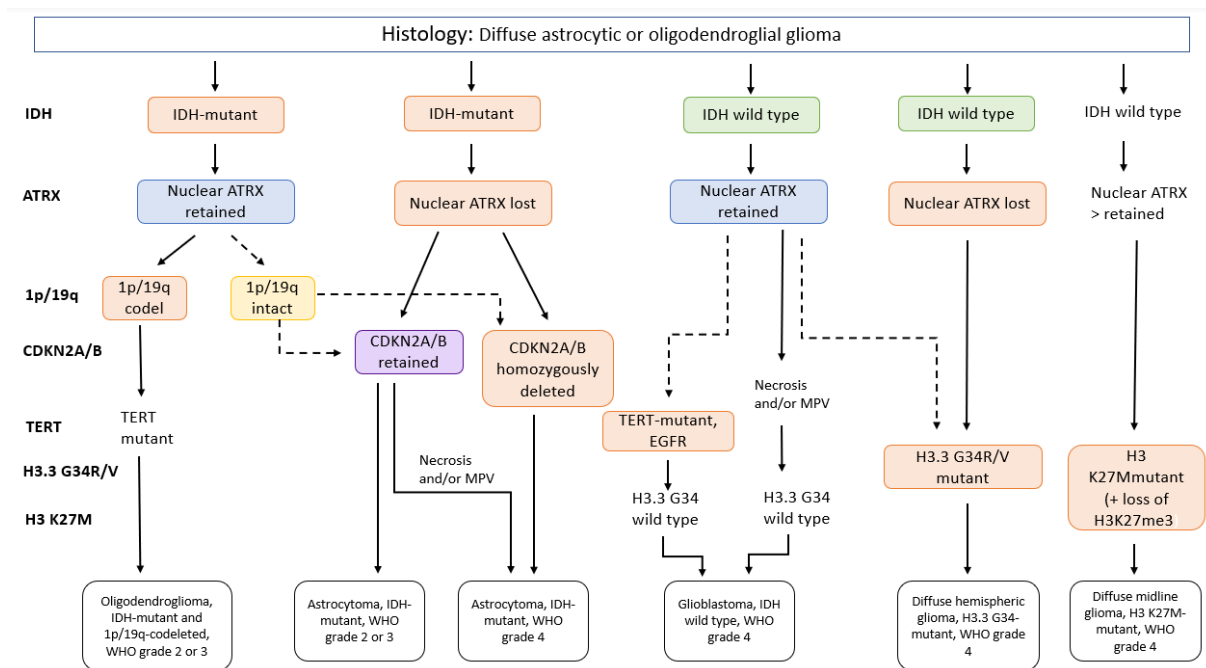 Histology: Diffuse astrocytic or oligodendroglial glioma
IDH
IDH-mutant
IDH-mutant
IDH wild type
IDH wild type
IDH wild type
ATRX
Nuclear ATRX
retained
Nuclear ATRX lost
Nuclear ATRX
retained
Nuclear ATRX lost
Nuclear ATRX
> retained
1p/19q
1p/19q
codel
1p/19q
intact
CDKN2A/B
CDKN2A/B
retained
CDKN2A/B
homozygously
deleted
Necrosis
and/or MPV
TERT
TERT
mutant
TERT-mutant,
EGFR
H3.3 G34R/V
Necrosis
and/or MPV
H3.3 G34R/V
mutant
H3
K27Mmutant
(+ loss of
H3K27me3
H3 K27M
H3.3 G34
wild type
H3.3 G34
wild type
Oligodendroglioma,
IDH-mutant and
1p/19q-codeleted,
WHO grade 2 or 3
Astrocytoma, IDH-
mutant, WHO
grade 2 or 3
Astrocytoma, IDH-
mutant, WHO
grade 4
Glioblastoma, IDH
wild type, WHO
grade 4
Diffuse hemispheric
glioma, H3.3 G34-
mutant, WHO grade
4
Diffuse midline
glioma, H3 K27M-
mutant, WHO
grade 4